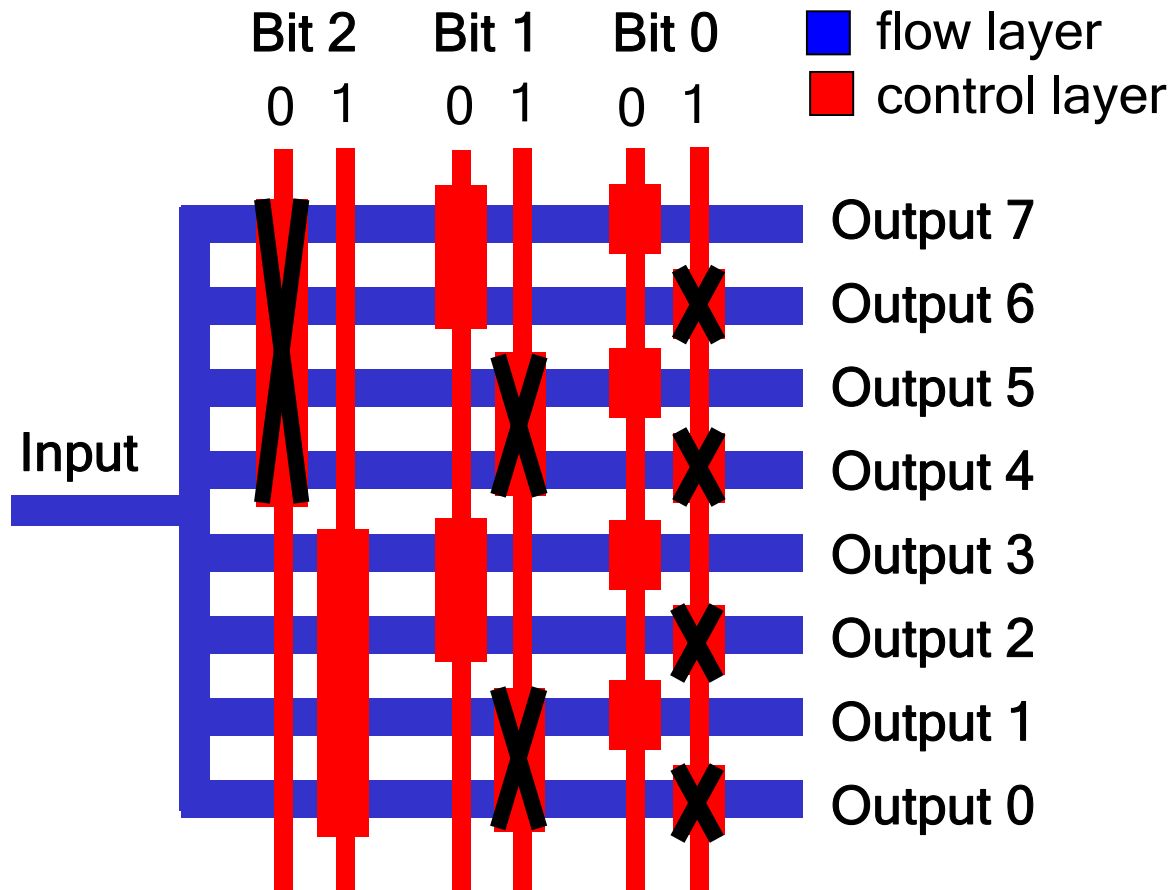 Bit 2 Bit 1 Bit 0
0 1 0 1 0 1
flow layer
control layer
Output 7
Output 6
Output 5
Output 4
Input
Output 3
Output 2
Output 1
Output 0